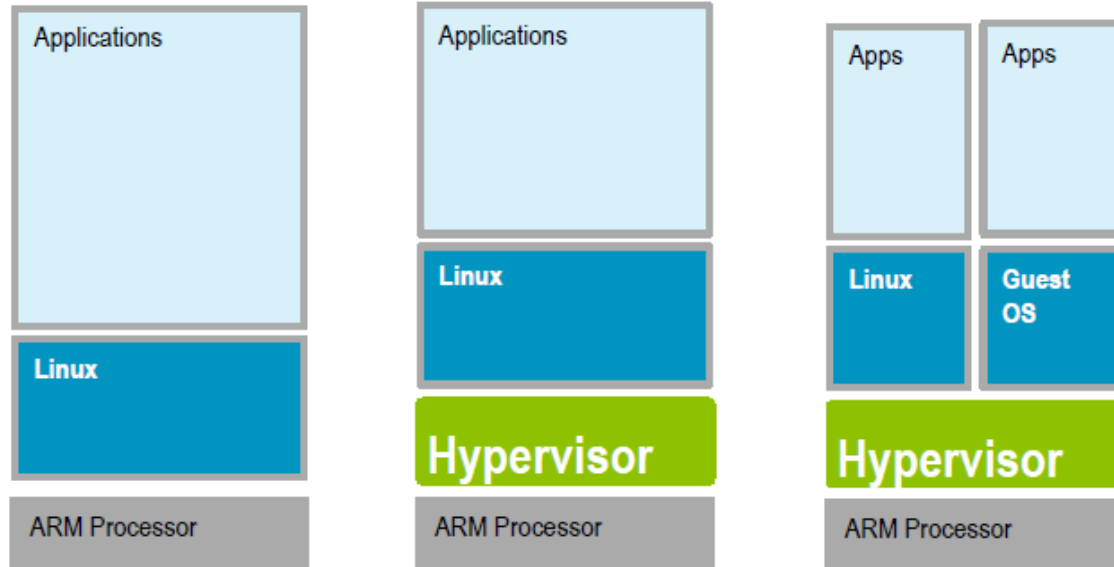 Applications
Linux
ARM Processor
Applications
Linux
Hypervisor
ARM Processor
Apps
Apps
Linux
Guest
OS
Hypervisor
ARM Processor